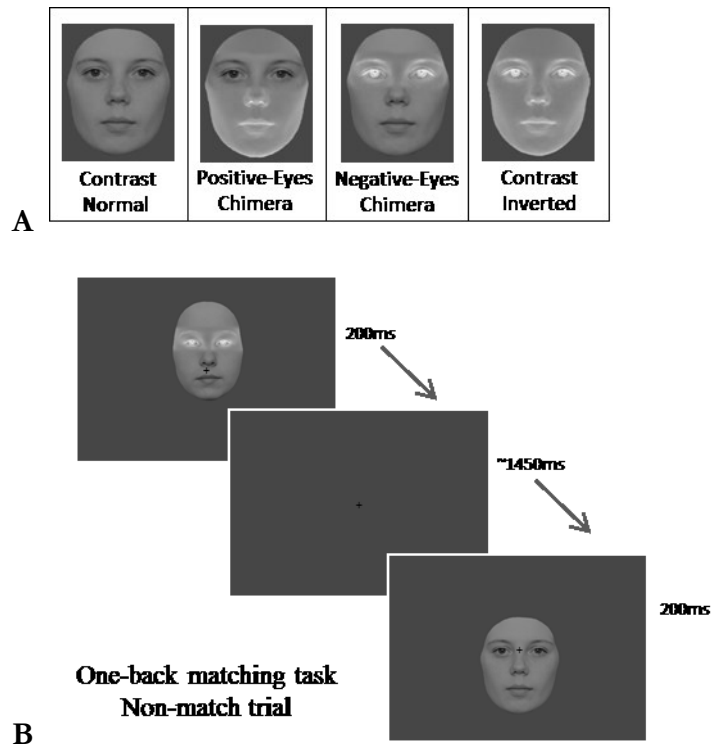 Contrast
Normal
Positive-Eyes
Chimera
Negative-Eyes
Chimera
Contrast
Inverted
A
200ms
~1450ms
200ms
One-back matching task
Non-match trial
B